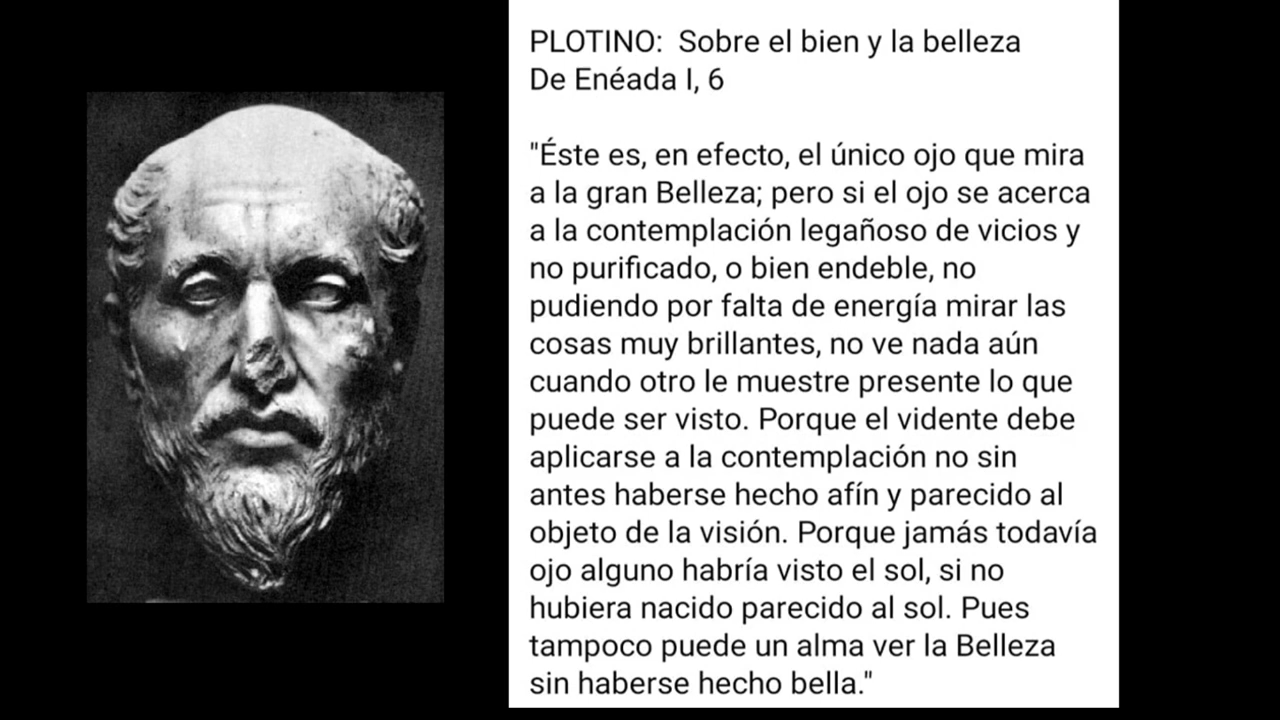 PLOTINO: Sobre el bien y la belleza
De Enéada I, 6
"Éste es, en efecto, el único ojo que mira
a la gran Belleza; pero si el ojo se acerca
a la contemplación legañoso de vicios y
no purificado, o bien endeble, no
pudiendo por falta de energía mirar las
cosas muy brillantes, no ve nada aún
cuando otro le muestre presente lo que
puede ser visto. Porque el vidente debe
aplicarse a la contemplación no sin
antes haberse hecho afín y parecido al
objeto de la visión. Porque jamás todavía
ojo alguno habría visto el sol, si no
hubiera nacido parecido al sol. Pues
tampoco puede un alma ver la Belleza
sin haberse hecho bella."